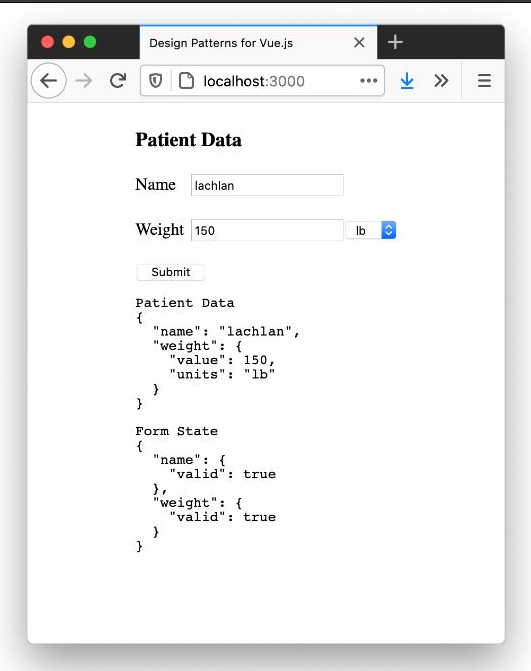 Design Patterns for Vue.js
localhost:3000
Patient Data
Name lachlan
Weight 150 lb
Submit
Patient Data
{
  "name": "lachlan",
  "weight": {
    "value": 150,
    "units": "lb"
  }
}
Form State
{
  "name": {
    "valid": true
  },
  "weight": {
    "valid": true
  }
}